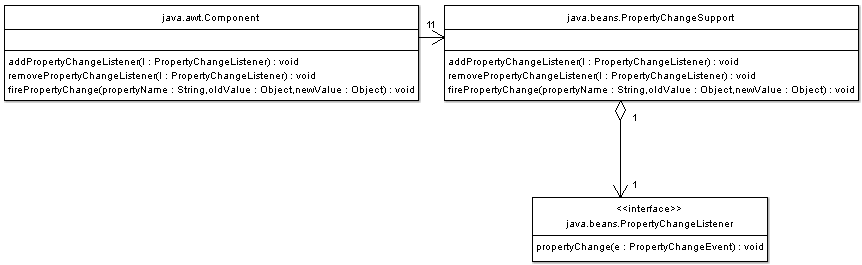 java.awt.Component
addPropertyChangeListener(l : PropertyChangeListener) : void
removePropertyChangeListener(l : PropertyChangeListener) : void
firePropertyChange(propertyName : String,oldValue : Object,newValue : Object) : void
11
java.beans.PropertyChangeSupport
addPropertyChangeListener(l : PropertyChangeListener) : void
removePropertyChangeListener(l : PropertyChangeListener) : void
firePropertyChange(propertyName : String,oldValue : Object,newValue : Object) : void
1
1
<<interface>>
java.beans.PropertyChangeListener
propertyChange(e : PropertyChangeEvent) : void